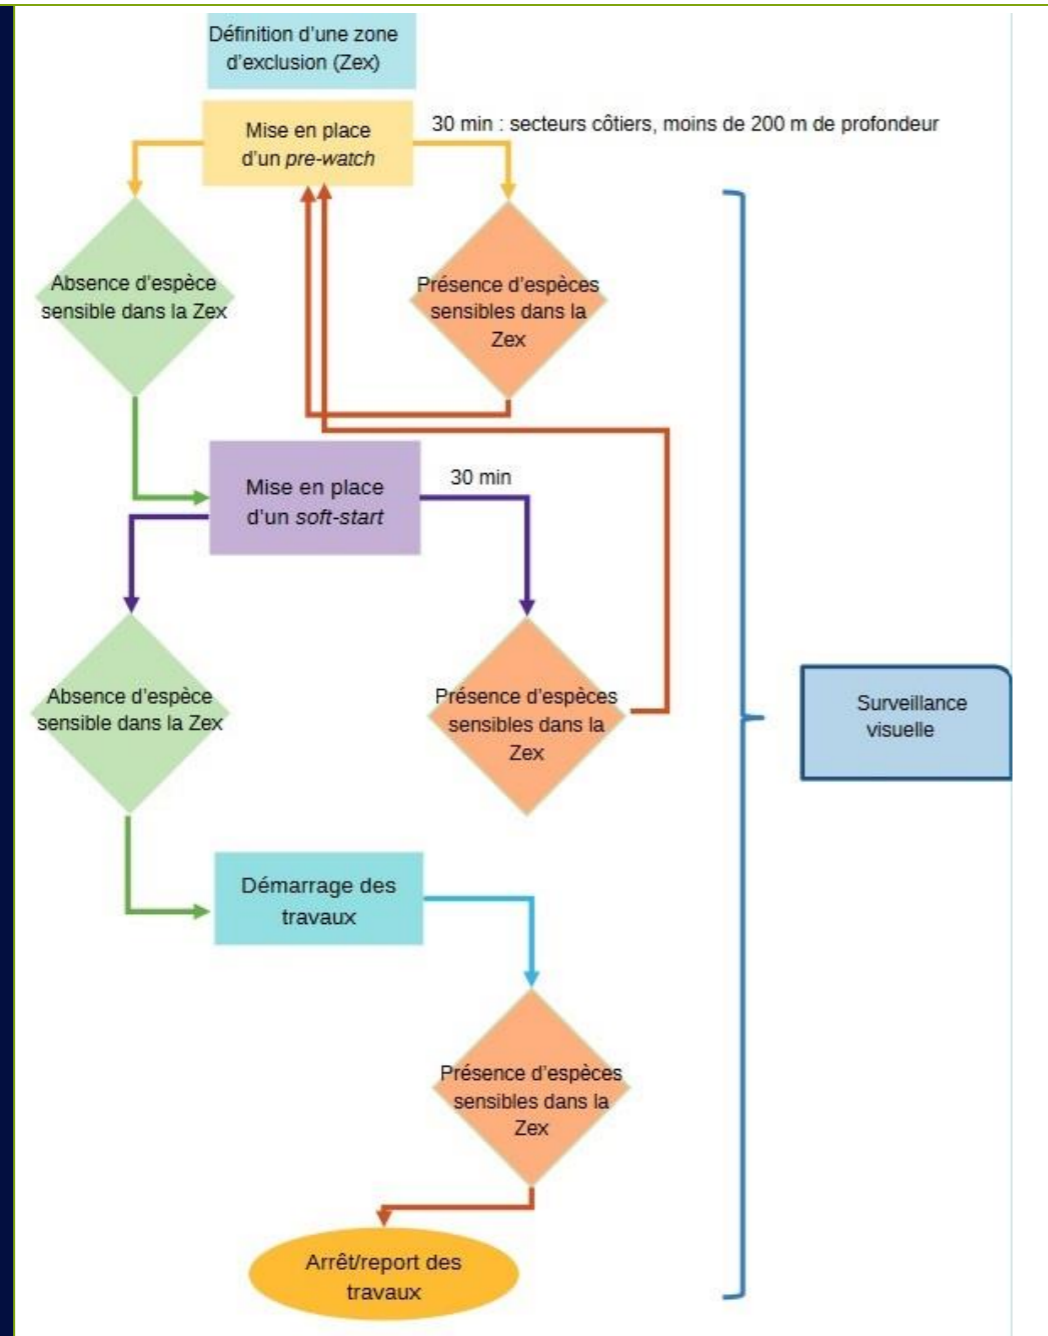 Définition d'une zone
d'exclusion (Zex)
Mise en place
d'un pre-watch
30 min : secteurs côtiers, moins de 200 m de profondeur
Absence d'espèce
sensible dans la Zex
Présence d'espèces
sensibles dans la
Zex
Mise en place
d'un soft-start
30 min
Absence d'espèce
sensible dans la Zex
Présence d'espèces
sensibles dans la
Zex
Surveillance
visuelle
Démarrage des
travaux
Présence d'espèces
sensibles dans la
Zex
Arrêt/report des
travaux